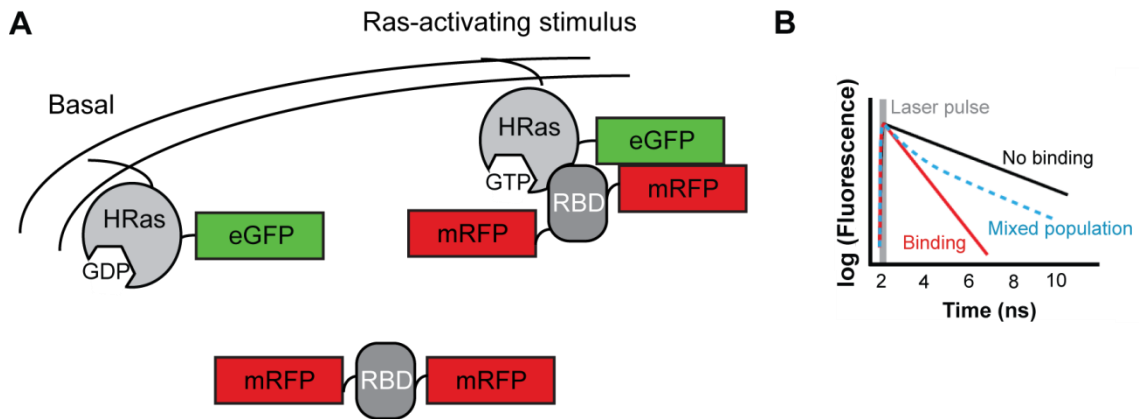 A
Ras-activating stimulus
Basal
HRas
eGFP
GDP
HRas
eGFP
GTP
RBD
mRFP
mRFP
mRFP
RBD
mRFP
B
log (Fluorescence)
Laser pulse
No binding
Mixed population
Binding
2 4 6 8 10
Time (ns)